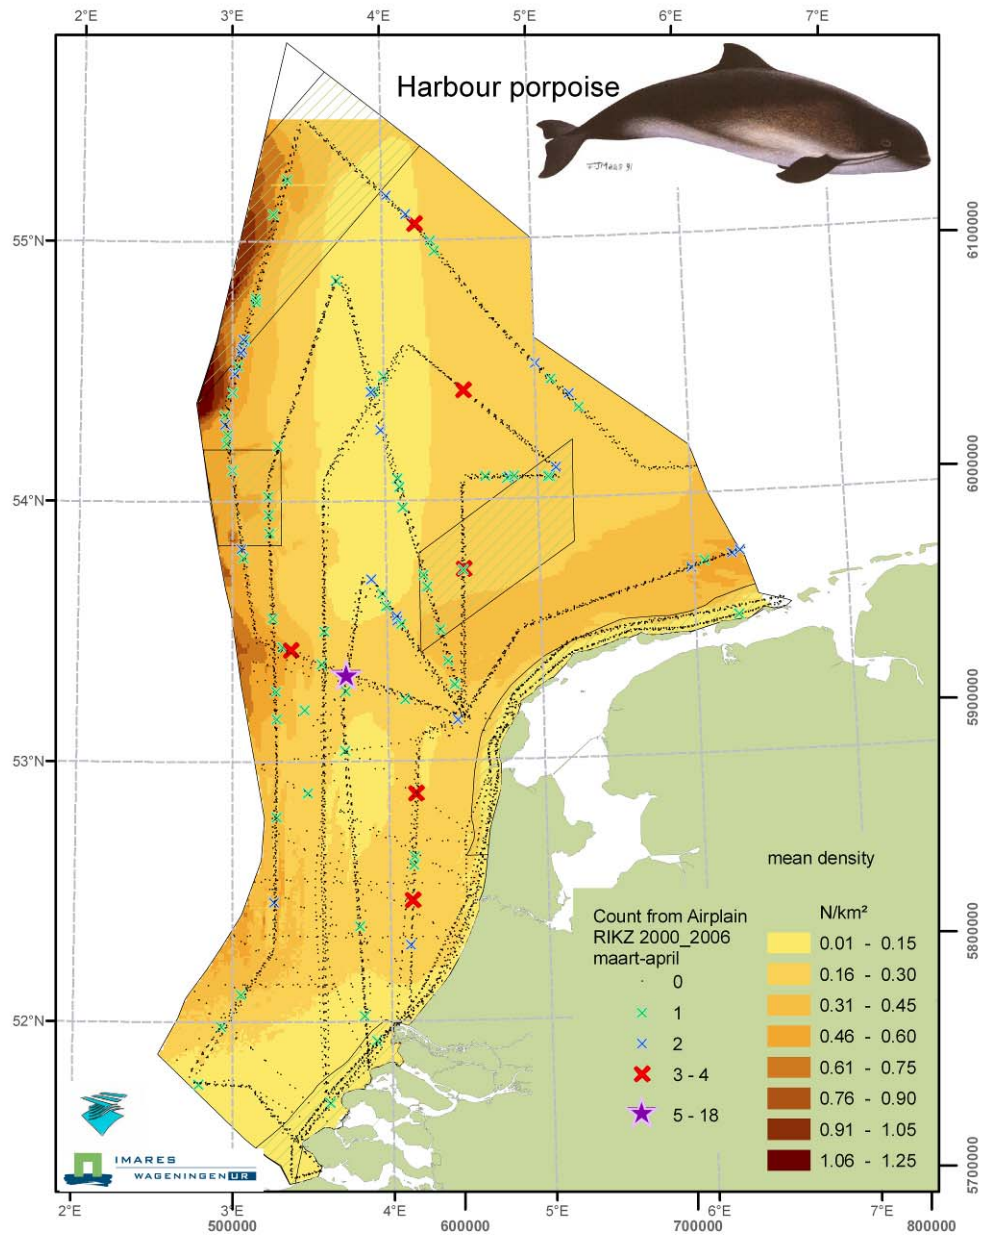 2°E 3°E 4°E 5°E 6°E 7°E
Harbour porpoise
55°N
54°N
53°N
52°N
6100000
6000000
5900000
5800000
5700000
mean density
N/km²
0.01 - 0.15
0.16 - 0.30
0.31 - 0.45
0.46 - 0.60
0.61 - 0.75
0.76 - 0.90
0.91 - 1.05
1.06 - 1.25
Count from Airplain
RIKZ 2000_2006
maart-april
0
1
2
3 - 4
5 - 18
IMARES
WAGENINGEN UR
2°E 3°E 4°E 5°E 6°E 7°E
500000 600000 700000 800000